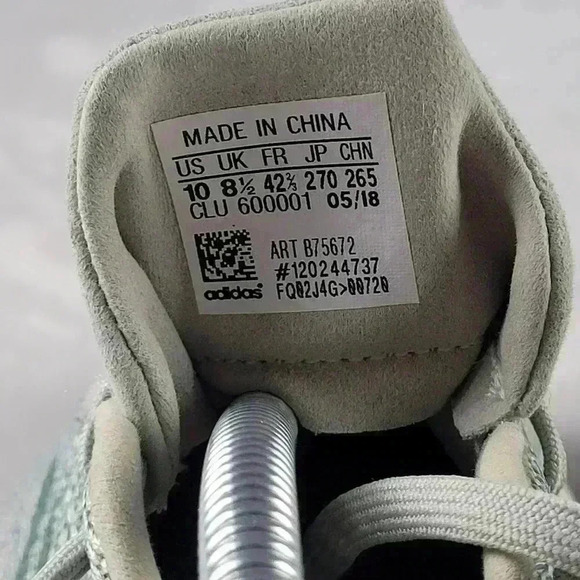 MADE IN CHINA
US UK FR JP CHN
10 8½ 42⅔ 270 265
CLU 600001 05/18
ART B75672
#120244737
adidas FQ02J4G>00720